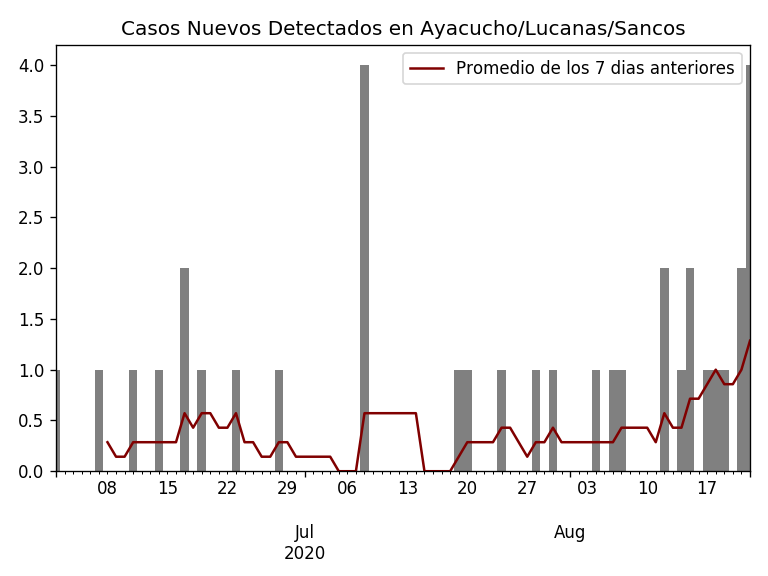 Casos Nuevos Detectados en Ayacucho/Lucanas/Sancos
Promedio de los 7 dias anteriores
4.0
3.5
3.0
2.5
2.0
1.5
1.0
0.5
0.0
08 15 22 29 06 13 20 27 03 10 17
Jul Aug
2020